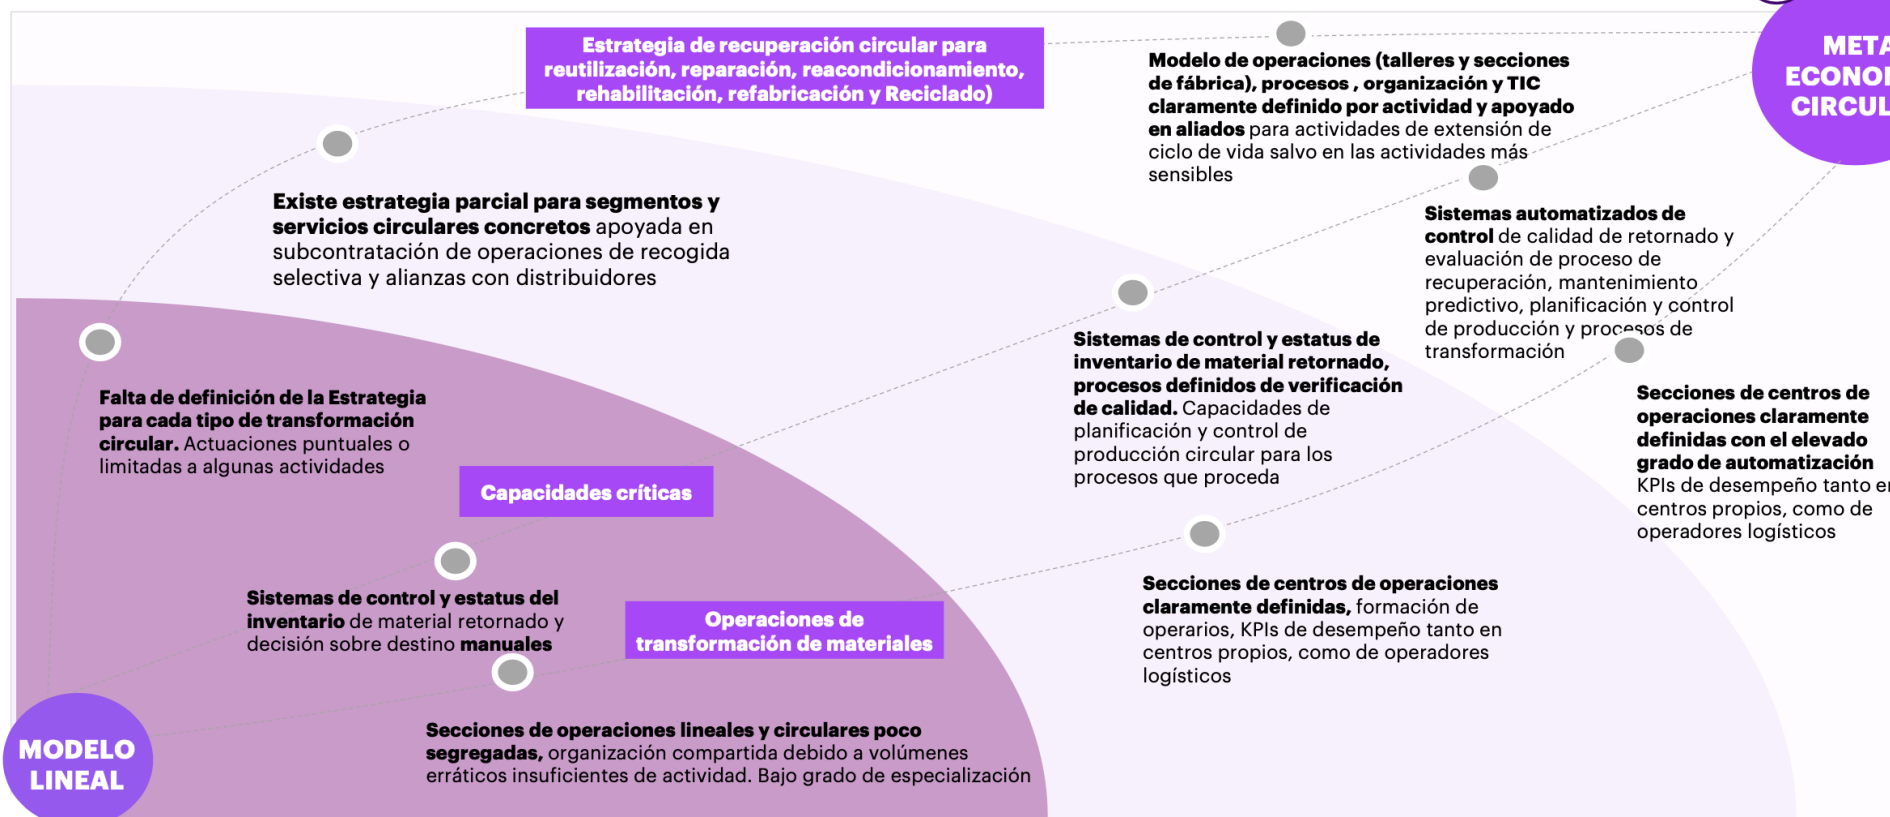 Estrategia de recuperación circular para
reutilización, reparación, reacondicionamiento,
rehabilitación, refabricación y Reciclado)
Modelo de operaciones (talleres y secciones
de fábrica), procesos , organización y TIC
claramente definido por actividad y apoyado
en aliados para actividades de extensión de
ciclo de vida salvo en las actividades más
sensibles
META
ECONO
CIRCUL
Existe estrategia parcial para segmentos y
servicios circulares concretos apoyada en
subcontratación de operaciones de recogida
selectiva y alianzas con distribuidores
Sistemas automatizados de
control de calidad de retornado y
evaluación de proceso de
recuperación, mantenimiento
predictivo, planificación y control
de producción y procesos de
transformación
Sistemas de control y estatus de
inventario de material retornado,
procesos definidos de verificación
de calidad. Capacidades de
planificación y control de
producción circular para los
procesos que proceda
Falta de definición de la Estrategia
para cada tipo de transformación
circular. Actuaciones puntuales o
limitadas a algunas actividades
Secciones de centros de
operaciones claramente
definidas con el elevado
grado de automatización
KPIs de desempeño tanto en
centros propios, como de
operadores logísticos
Capacidades críticas
Sistemas de control y estatus del
inventario de material retornado y
decisión sobre destino manuales
Operaciones de
transformación de materiales
Secciones de centros de operaciones
claramente definidas, formación de
operarios, KPIs de desempeño tanto en
centros propios, como de operadores
logísticos
Secciones de operaciones lineales y circulares poco
segregadas, organización compartida debido a volúmenes
erráticos insuficientes de actividad. Bajo grado de especialización
MODELO
LINEAL